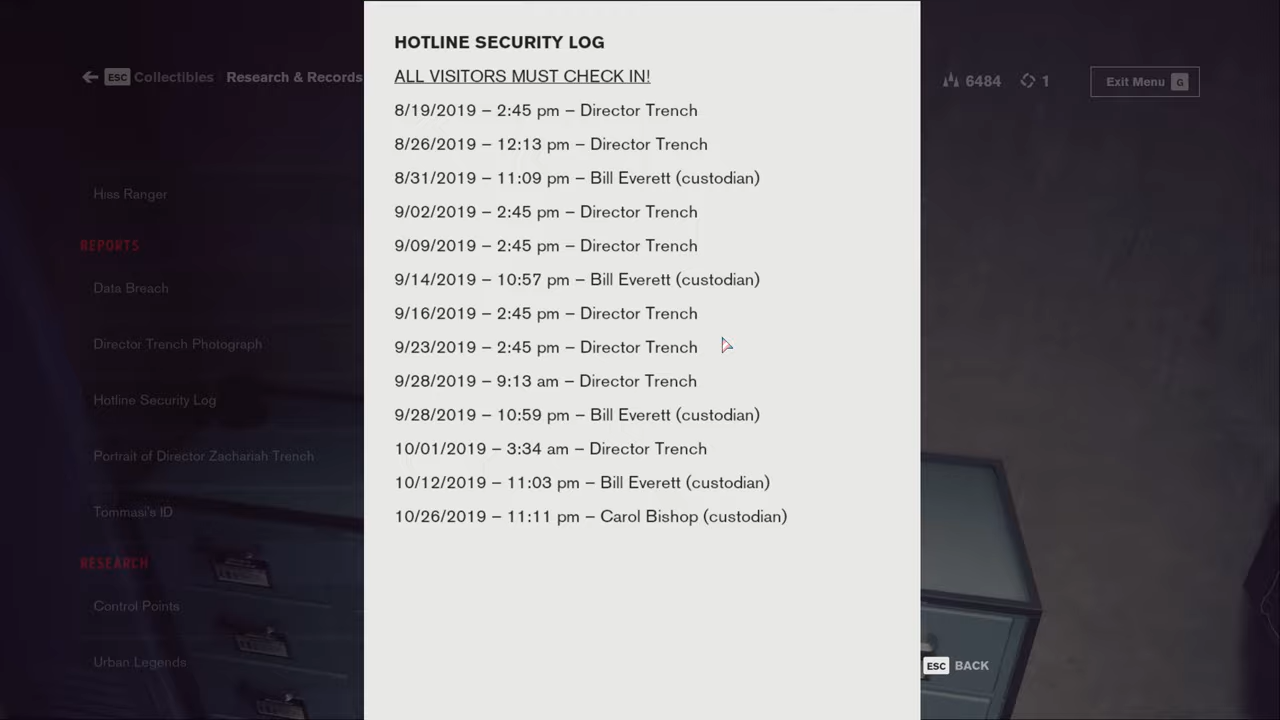 HOTLINE SECURITY LOG
ALL VISITORS MUST CHECK IN!
8/19/2019 – 2:45 pm – Director Trench
8/26/2019 – 12:13 pm – Director Trench
8/31/2019 – 11:09 pm – Bill Everett (custodian)
9/02/2019 – 2:45 pm – Director Trench
9/09/2019 – 2:45 pm – Director Trench
9/14/2019 – 10:57 pm – Bill Everett (custodian)
9/16/2019 – 2:45 pm – Director Trench
9/23/2019 – 2:45 pm – Director Trench
9/28/2019 – 9:13 am – Director Trench
9/28/2019 – 10:59 pm – Bill Everett (custodian)
10/01/2019 – 3:34 am – Director Trench
10/12/2019 – 11:03 pm – Bill Everett (custodian)
10/26/2019 – 11:11 pm – Carol Bishop (custodian)
ESC Collectibles Research & Records
6484 1 Exit Menu G
Hiss Ranger
REPORTS
Data Breach
Director Trench Photograph
Hotline Security Log
Portrait of Director Zachariah Trench
Tommasi's ID
RESEARCH
Control Points
Urban Legends
ESC BACK